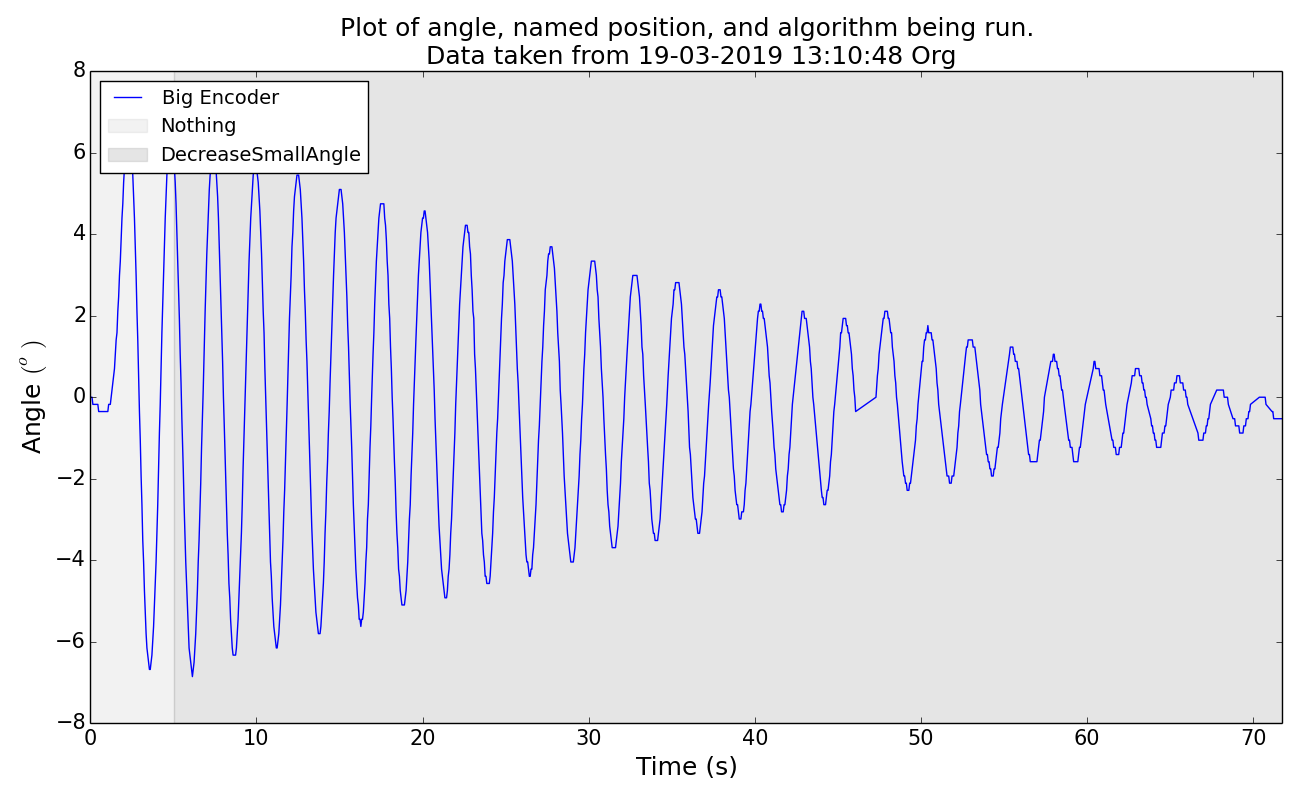 Plot of angle, named position, and algorithm being run.
Data taken from 19-03-2019 13:10:48 Org
Big Encoder
Nothing
DecreaseSmallAngle
8
6
4
2
0
−2
−4
−6
−8
Angle (º)
0 10 20 30 40 50 60 70
Time (s)